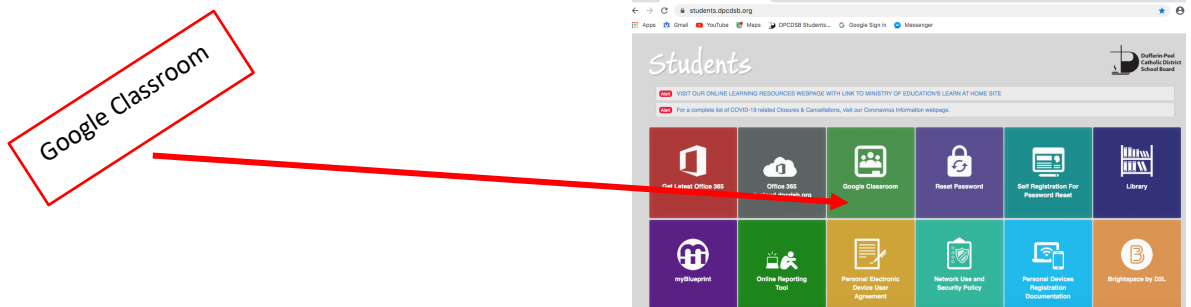 Google Classroom
students.dpcdsb.org
Apps Gmail YouTube Maps DPCDSB Students... Google Sign in Messenger
Students
Dufferin-Peel
Catholic District
School Board
Alert VISIT OUR ONLINE LEARNING RESOURCES WEBPAGE WITH LINK TO MINISTRY OF EDUCATION'S LEARN AT HOME SITE
Alert For a complete list of COVID-19 related Closures & Cancellations, visit our Coronavirus Information webpage.
Get Latest Office 365
Office 365
dpcdsb.org
Google Classroom
Reset Password
Self Registration For
Password Reset
Library
myBlueprint
Online Reporting
Tool
Personal Electronic
Device User
Agreement
Network Use and
Security Policy
Personal Devices
Registration
Documentation
B
Brightspace by D2L